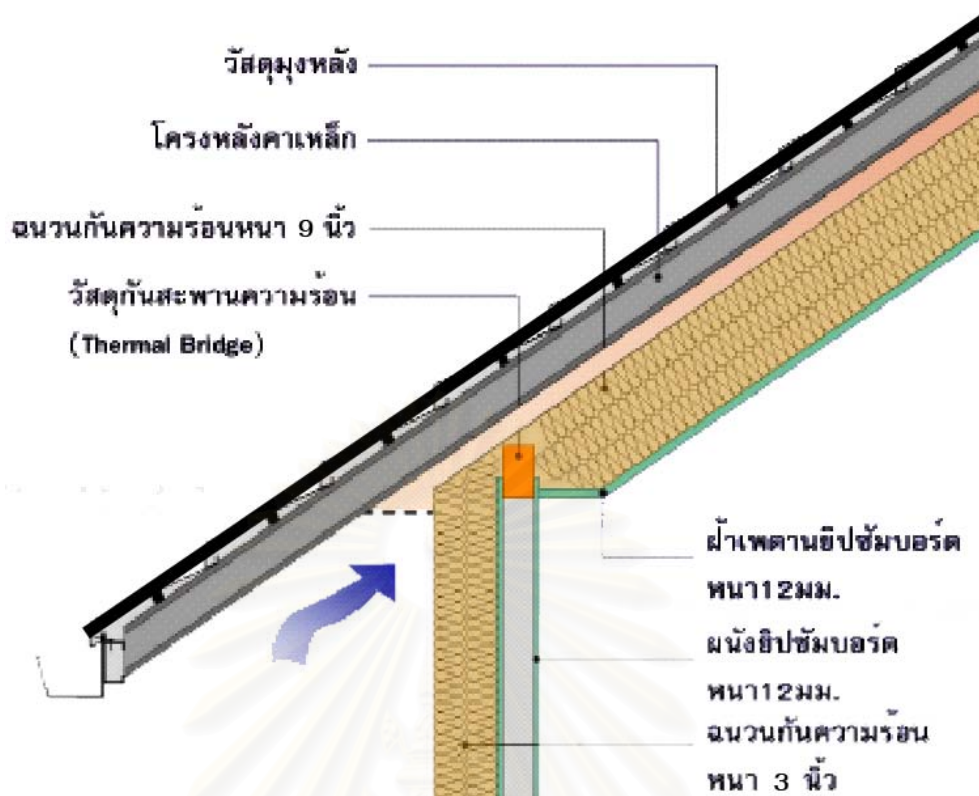 วัสดุมุงหลัง
โครงหลังคาเหล็ก
ฉนวนกันความร้อนหนา 9 นิ้ว
วัสดุกันสะพานความร้อน
(Thermal Bridge)
ฝ้าเพดานยิปซัมบอร์ด
หนา12มม.
ผนังยิปซัมบอร์ด
หนา12มม.
ฉนวนกันความร้อน
หนา 3 นิ้ว